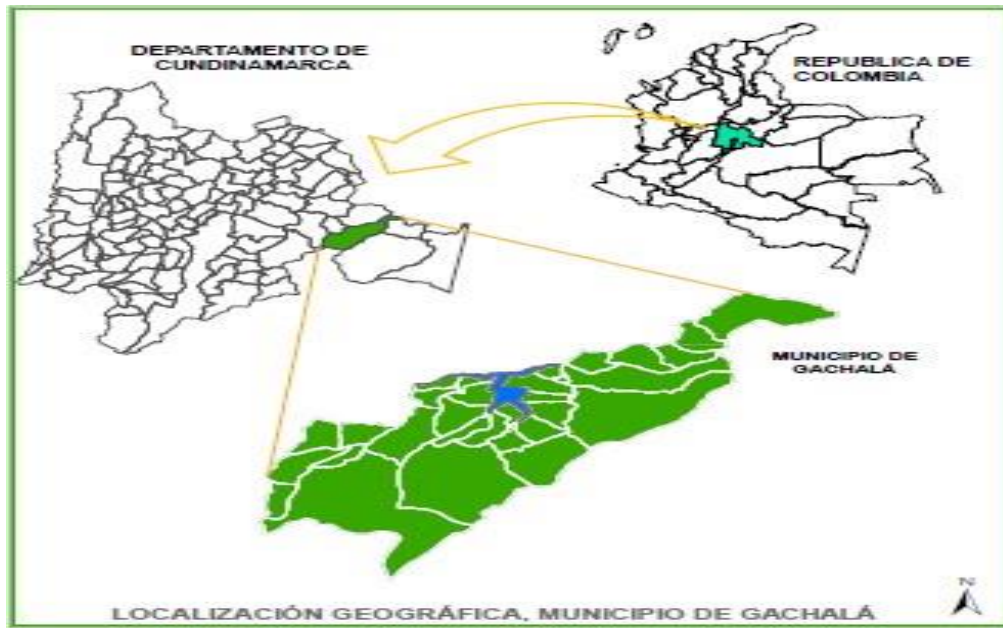 DEPARTAMENTO DE
CUNDINAMARCA
REPUBLICA DE
COLOMBIA
MUNICIPIO DE
GACHALÁ
N
LOCALIZACIÓN GEOGRÁFICA, MUNICIPIO DE GACHALÁ